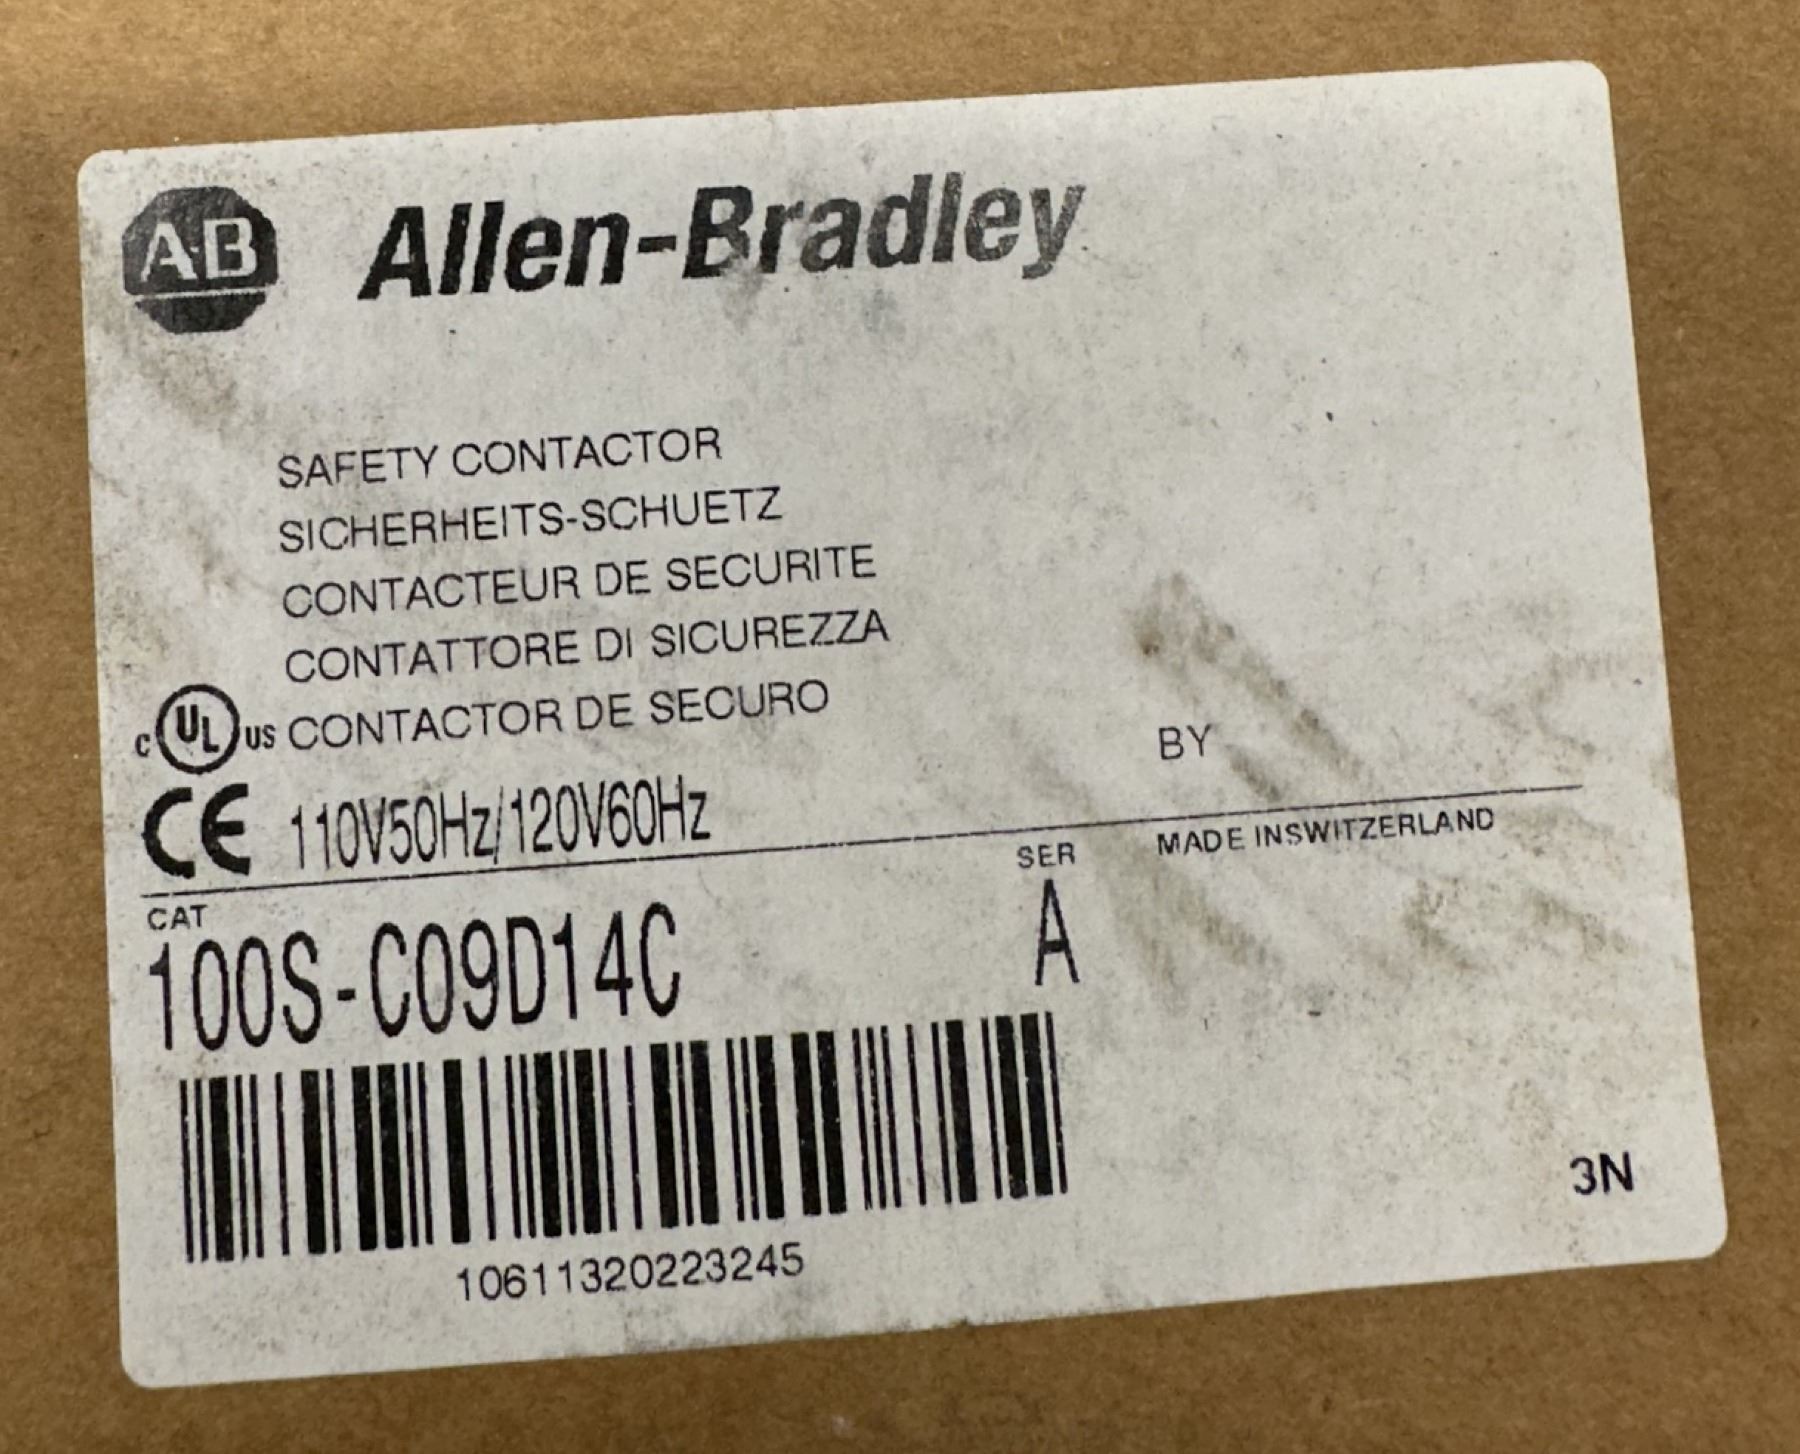 A-B Allen-Bradley
SAFETY CONTACTOR
SICHERHEITS-SCHUETZ
CONTACTEUR DE SECURITE
CONTATTORE DI SICUREZZA
c UL US CONTACTOR DE SECURO
BY
CE 110V50Hz/120V60Hz
CAT
SER
MADE INSWITZERLAND
100S-C09D14C
A
10611320223245
3N